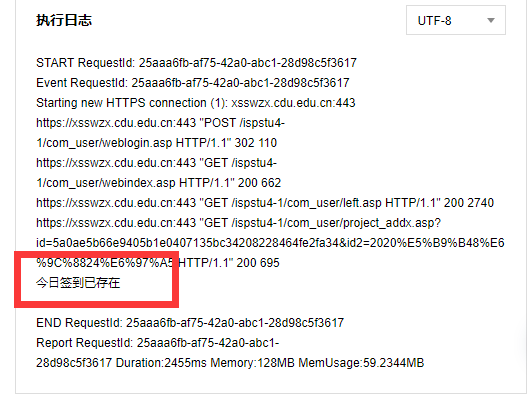 执行日志
UTF-8
START RequestId: 25aaa6fb-af75-42a0-abc1-28d98c5f3617
Event RequestId: 25aaa6fb-af75-42a0-abc1-28d98c5f3617
Starting new HTTPS connection (1): xsswzx.cdu.edu.cn:443
https://xsswzx.cdu.edu.cn:443 "POST /ispstu4-
1/com_user/weblogin.asp HTTP/1.1" 302 110
https://xsswzx.cdu.edu.cn:443 "GET /ispstu4-
1/com_user/webindex.asp HTTP/1.1" 200 662
https://xsswzx.cdu.edu.cn:443 "GET /ispstu4-1/com_user/left.asp HTTP/1.1" 200 2740
https://xsswzx.cdu.edu.cn:443 "GET /ispstu4-1/com_user/project_addx.asp?
id=5a0ae5b66e9405b1e0407135bc34208228464fe2fa34&id2=2020%E5%B9%B48%E6
%9C%8824%E6%97%A5 HTTP/1.1" 200 695
今日签到已存在
END RequestId: 25aaa6fb-af75-42a0-abc1-28d98c5f3617
Report RequestId: 25aaa6fb-af75-42a0-abc1-
28d98c5f3617 Duration:2455ms Memory:128MB MemUsage:59.2344MB